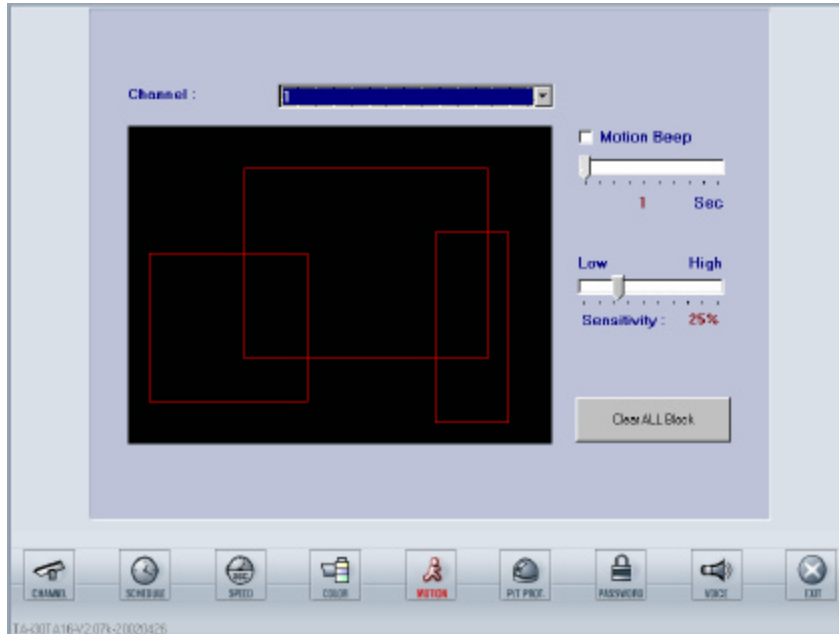 Channel :
1
Motion Beep
1 Sec
Low High
Sensitivity : 25%
Clear ALL Block
CHANNEL
SCHEDULE
SPEED
COLOR
MOTION
PIT PROT.
PASSWORD
VOICE
EXIT